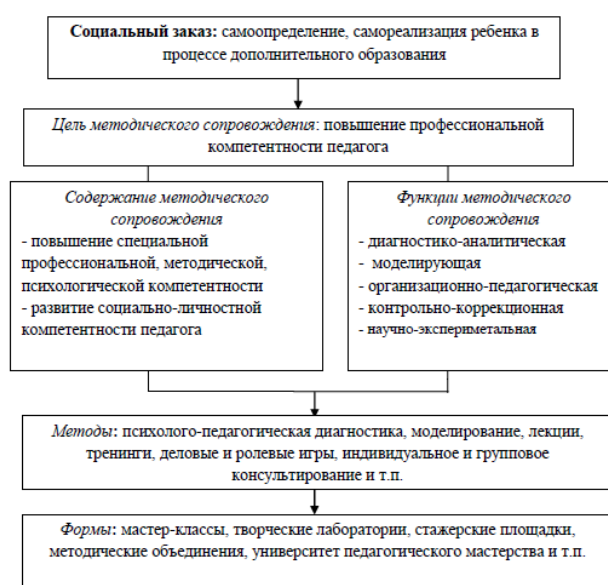 Социальный заказ: самоопределение, самореализация ребенка в
процессе дополнительного образования
Цель методического сопровождения: повышение профессиональной
компетентности педагога
Содержание методического
сопровождения
- повышение специальной
профессиональной, методической,
психологической компетентности
- развитие социально-личностной
компетентности педагога
Функции методического
сопровождения
- диагностико-аналитическая
- моделирующая
- организационно-педагогическая
- контрольно-коррекционная
- научно-эксприметальная
Методы: психолого-педагогическая диагностика, моделирование, лекции,
тренинги, деловые и ролевые игры, индивидуальное и групповое
консультирование и т.п.
Формы: мастер-классы, творческие лаборатории, стажерские площадки,
методические объединения, университет педагогического мастерства и т.п.